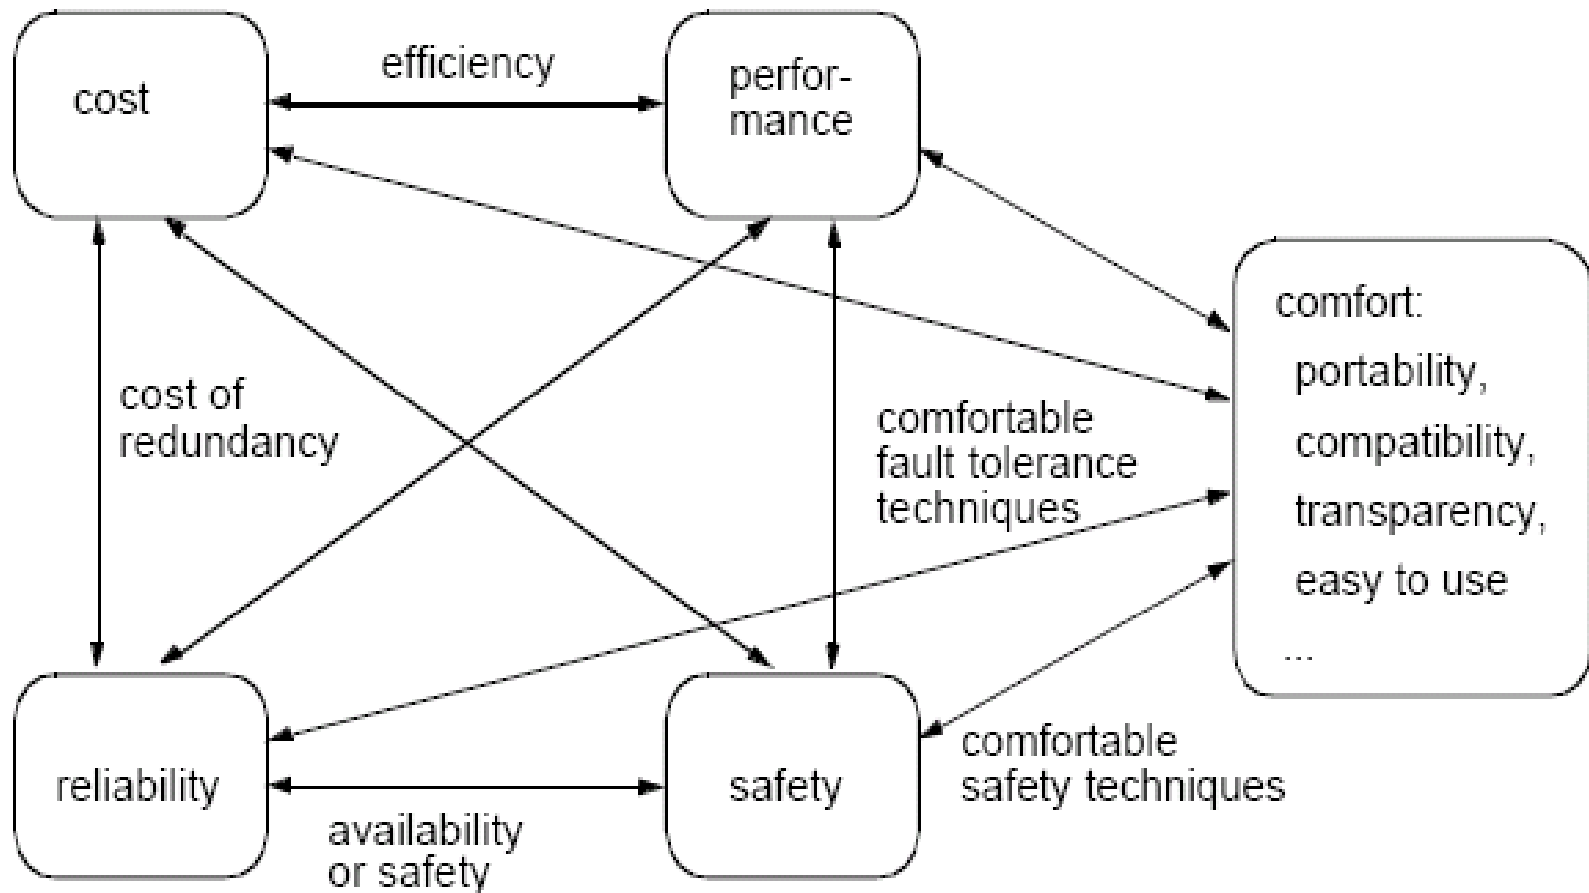 cost
efficiency
perfor-
mance
cost of
redundancy
comfortable
fault tolerance
techniques
comfort:
portability,
compatibility,
transparency,
easy to use
...
reliability
availability
or safety
safety
comfortable
safety techniques